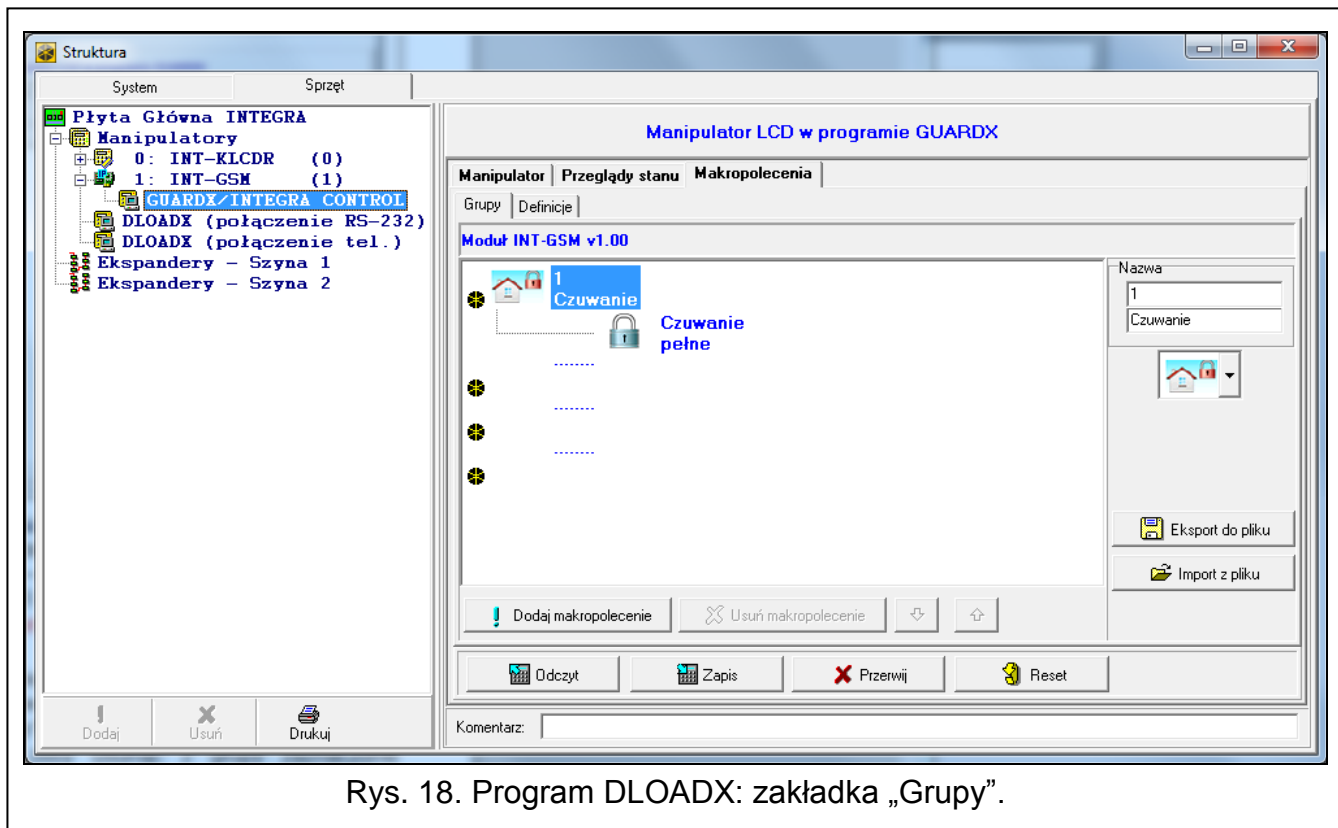 Struktura
System Sprzęt
Płyta Główna INTEGRA
Manipulatory
0: INT-KLCDR (0)
1: INT-GSM (1)
GUARDX/INTEGRA CONTROL
DLOADX (połączenie RS-232)
DLOADX (połączenie tel.)
Ekspandery - Szyna 1
Ekspandery - Szyna 2
Dodaj Usuń Drukuj
Manipulator LCD w programie GUARDX
Manipulator Przeglądy stanu Makropolecenia
Grupy Definicje
Moduł INT-GSM v1.00
1
Czuwanie
Czuwanie
pełne
........
........
........
Nazwa
1
Czuwanie
Eksport do pliku
Import z pliku
Dodaj makropolecenie Usuń makropolecenie
Odczyt Zapis Przerwij Reset
Komentarz:
Rys. 18. Program DLOADX: zakładka „Grupy”.